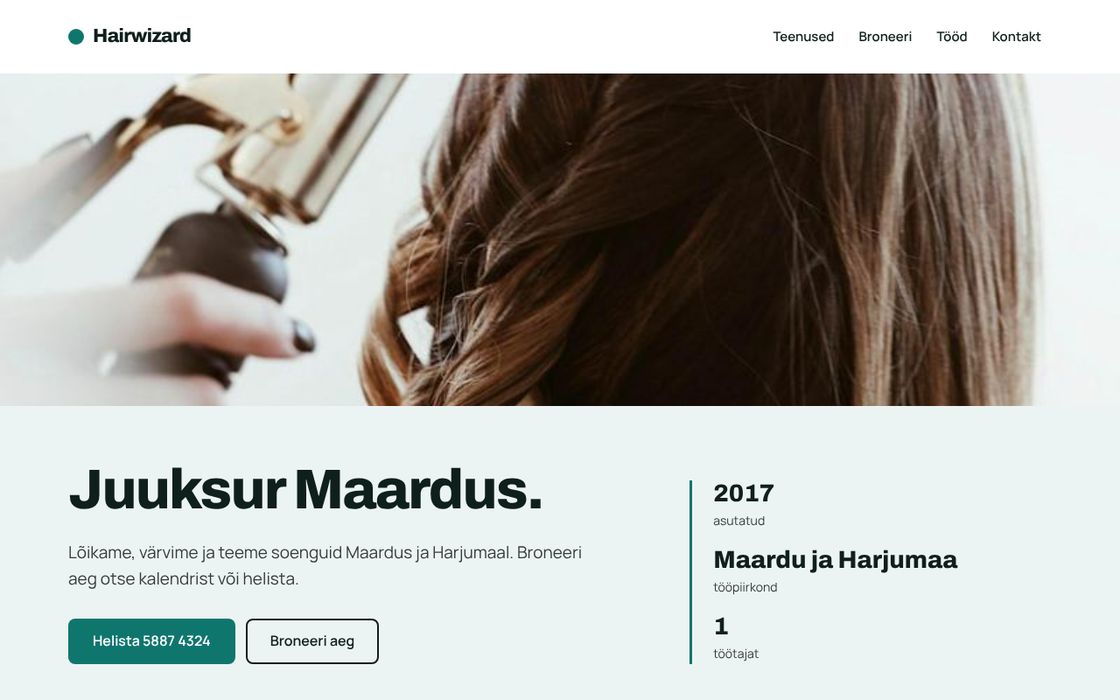 Hairwizard
Teenused Broneeri Tööd Kontakt
Juuksur Maardus.
Lõikame, värvime ja teeme soenguid Maardus ja Harjumaal. Broneeri
aeg otse kalendrist või helista.
Helista 5887 4324
Broneeri aeg
2017
asutatud
Maardu ja Harjumaa
tööpiirkond
1
töötajat